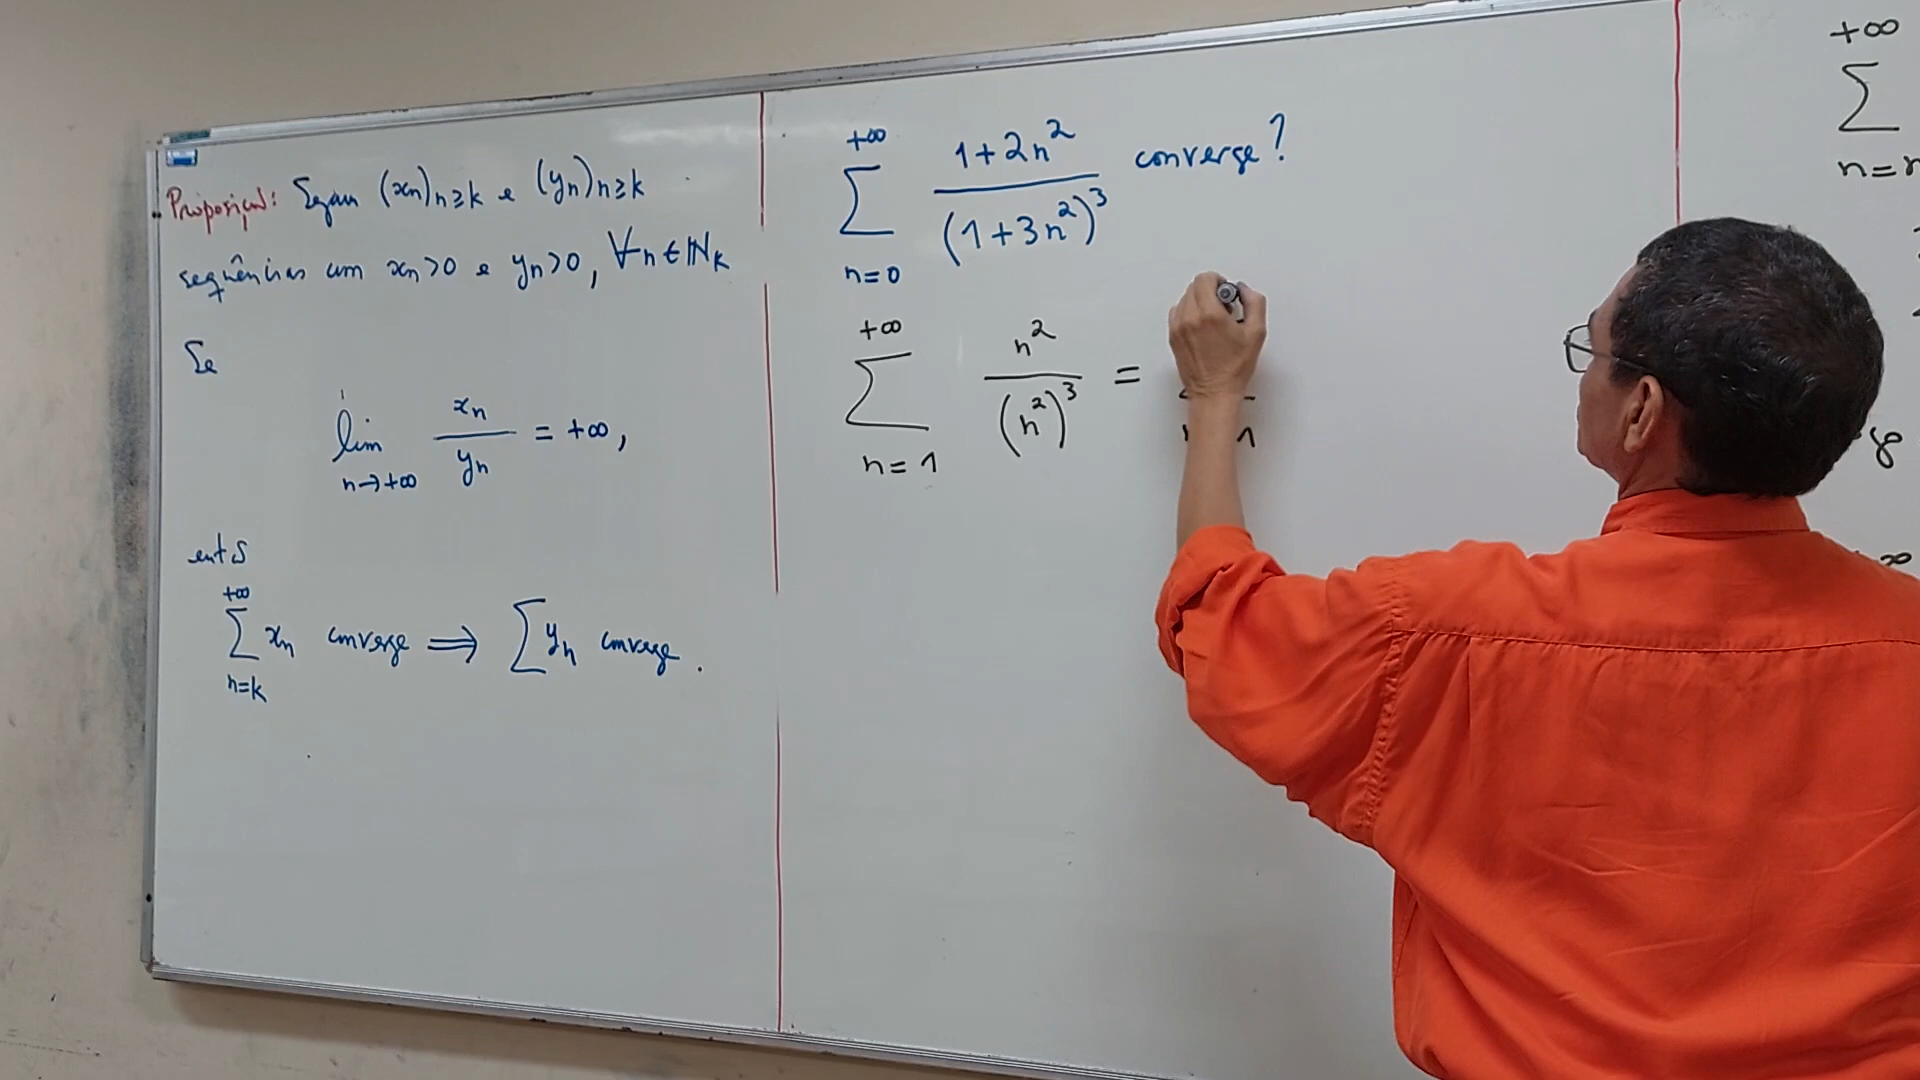 Proposição: Sejam (xn)n≥k e (yn)n≥k
sequências com xn>0 e yn>0, ∀n∈ℕk
Se
lim n→+∞ xn/yn = +∞,
então
+∞ ∑ n=k xn converge ⟹ ∑ yn converge.
+∞ ∑ n=0 (1+2n²)/(1+3n²)³ converge?
+∞ ∑ n=1 n²/(n²)³ =
+∞
∑